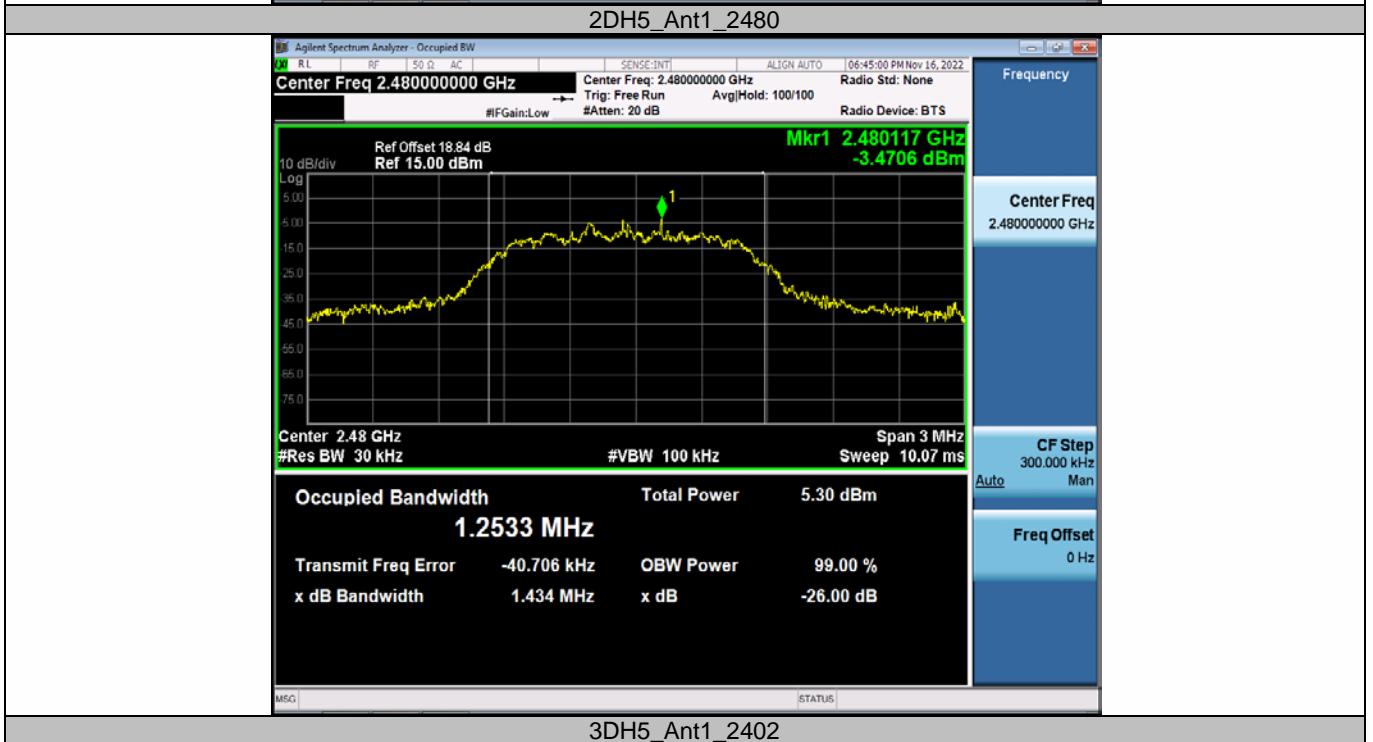 2DH5_Ant1_2480
Agilent Spectrum Analyzer - Occupied BW
RL RF 50 Ω AC SENSE:INT ALIGN AUTO 06:45:00 PM Nov 16, 2022
Center Freq 2.480000000 GHz
Center Freq: 2.480000000 GHz
Radio Std: None
Trig: Free Run Avg|Hold: 100/100
#IFGain:Low
#Atten: 20 dB
Radio Device: BTS
Frequency
Mkr1 2.480117 GHz
-3.4706 dBm
Ref Offset 18.84 dB
10 dB/div Ref 15.00 dBm
Log
5.00
-5.00
-15.0
-25.0
-35.0
-45.0
-55.0
-65.0
-75.0
1
Center 2.48 GHz
Span 3 MHz
#Res BW 30 kHz
#VBW 100 kHz
Sweep 10.07 ms
Center Freq
2.480000000 GHz
CF Step
300.000 kHz
Auto Man
Freq Offset
0 Hz
Occupied Bandwidth
1.2533 MHz
Total Power 5.30 dBm
Transmit Freq Error -40.706 kHz
OBW Power 99.00 %
x dB Bandwidth 1.434 MHz
x dB -26.00 dB
MSG STATUS
3DH5_Ant1_2402